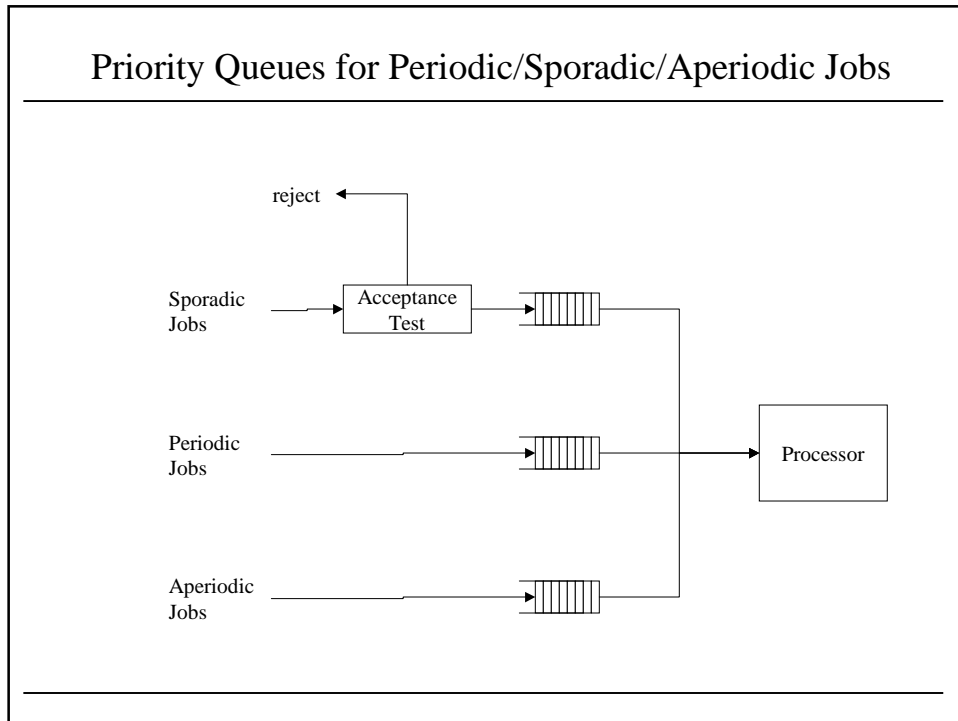 Priority Queues for Periodic/Sporadic/Aperiodic Jobs
reject
Sporadic
Jobs
Acceptance
Test
Periodic
Jobs
Processor
Aperiodic
Jobs